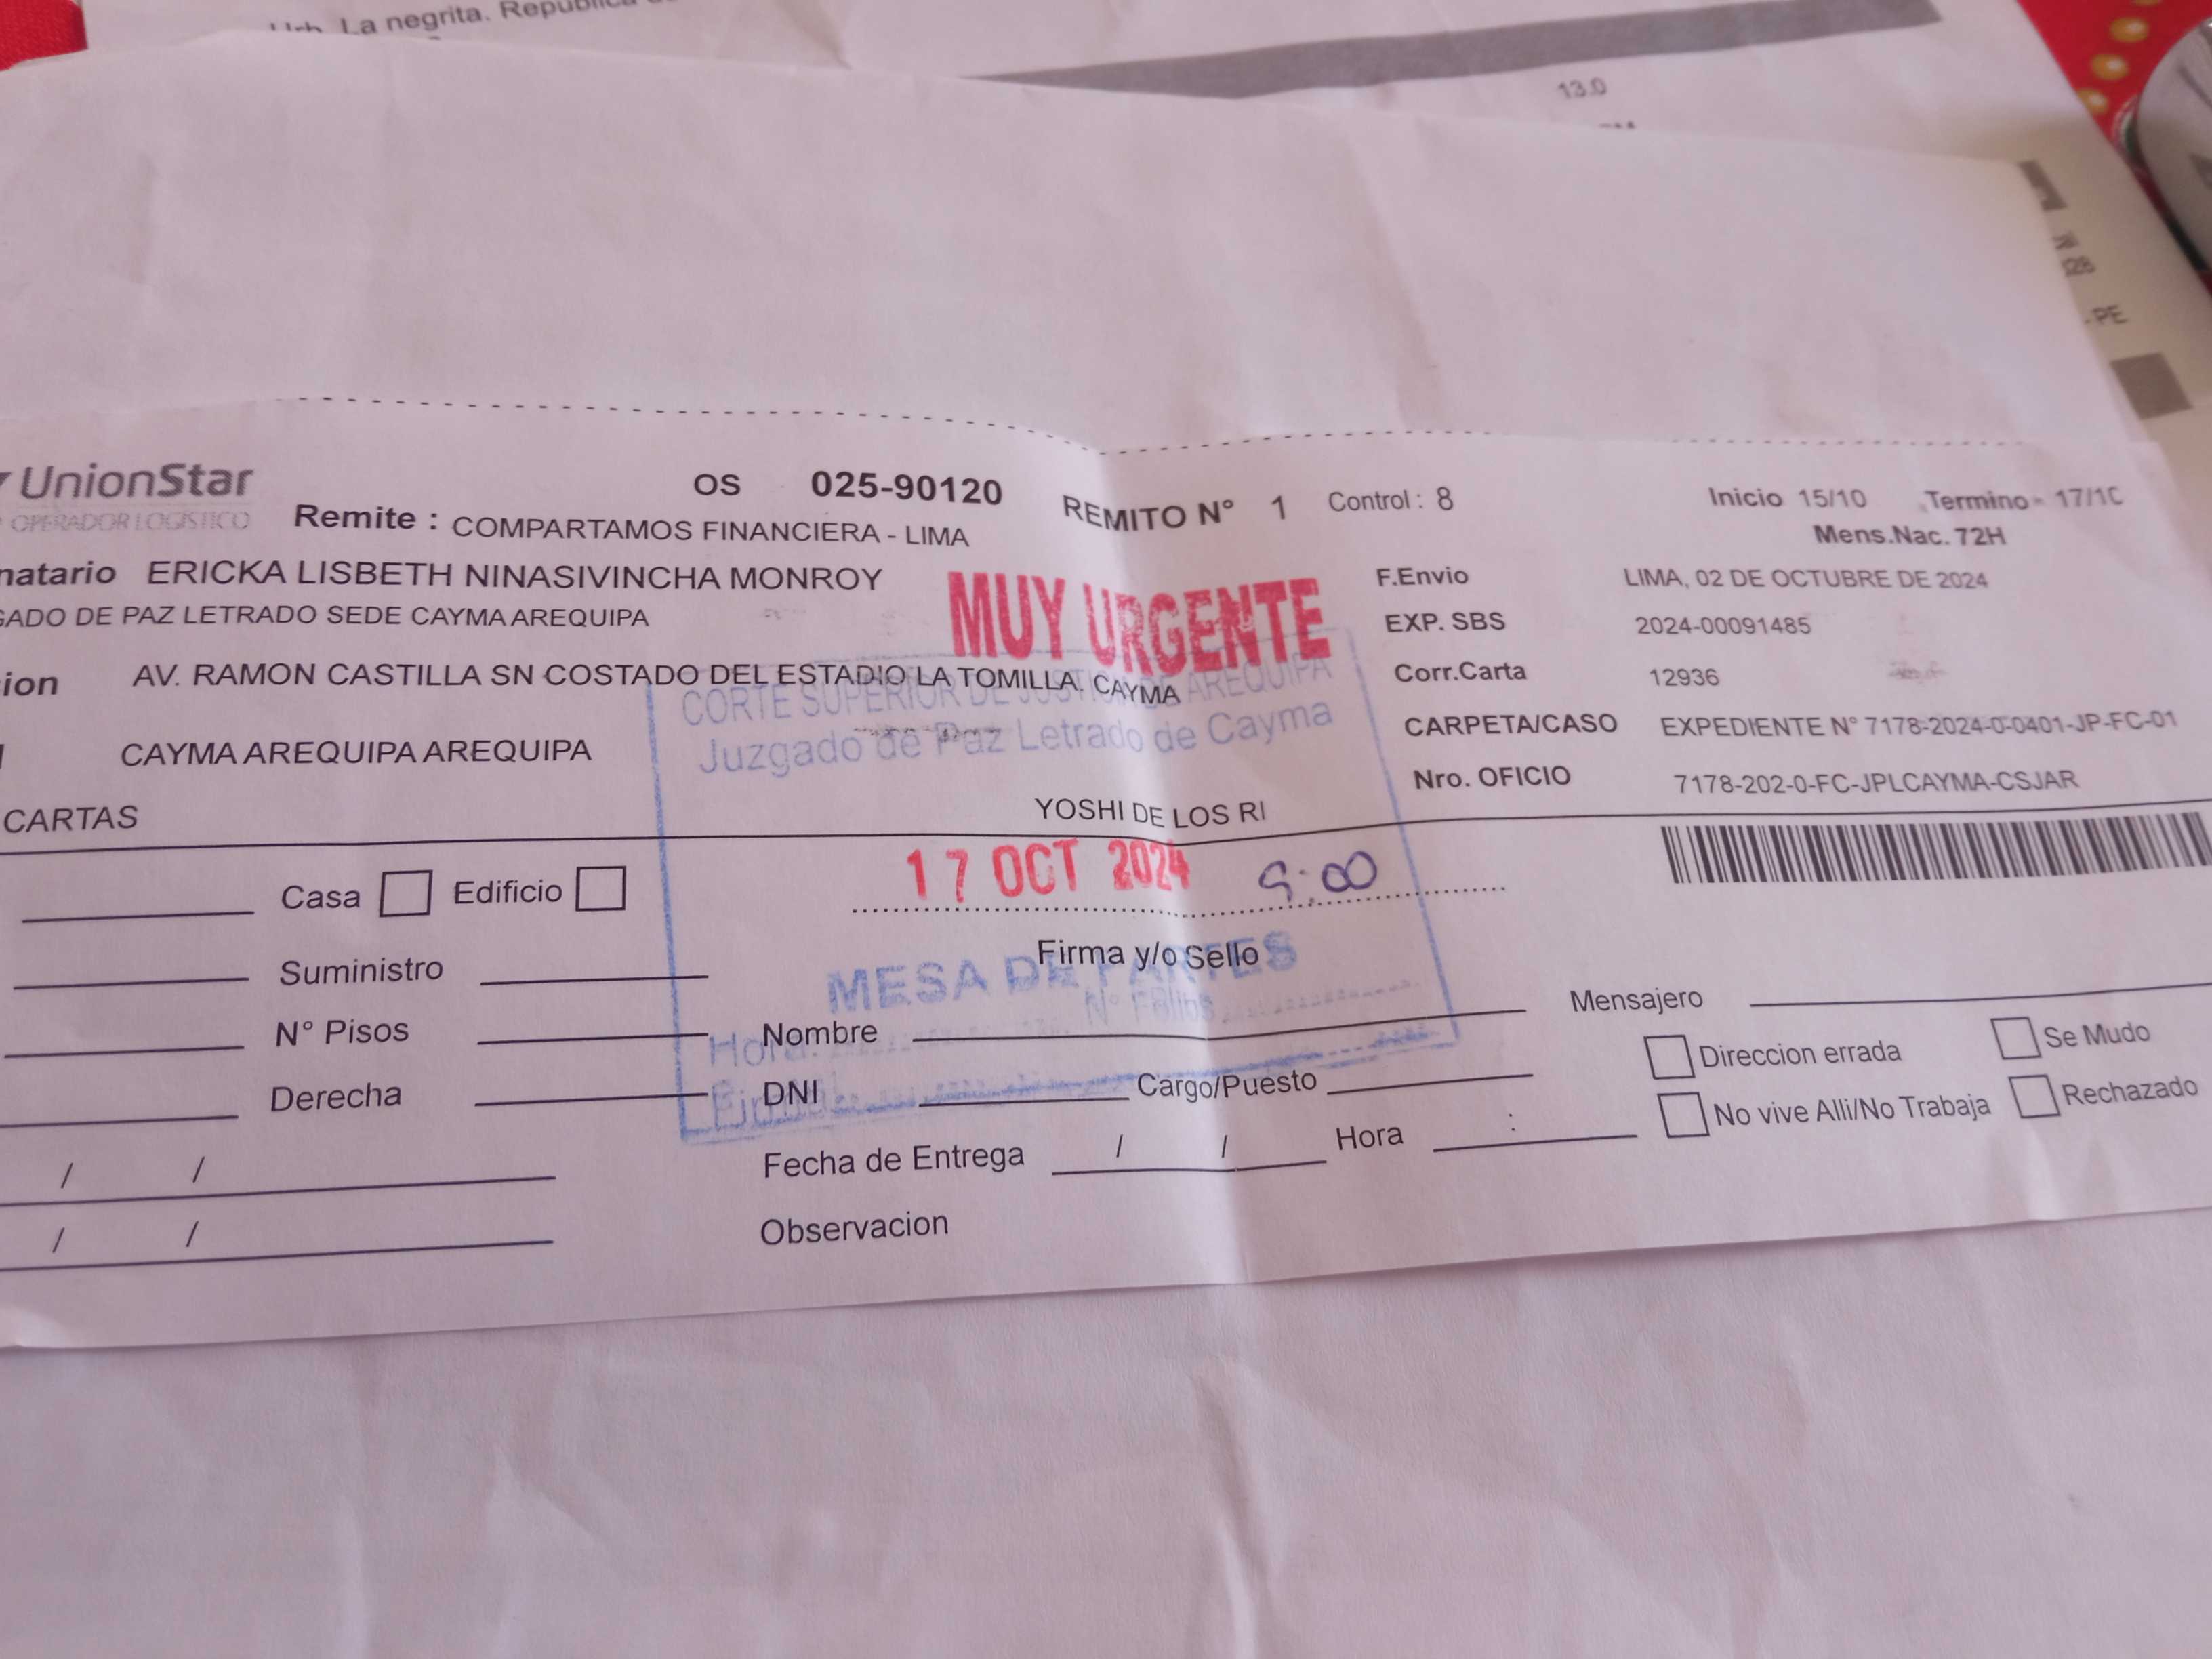 Urb. La negrita.
13.0
-PE
UnionStar
OPERADOR LOGISTICO
OS 025-90120
REMITO N° 1 Control : 8
Inicio 15/10 Termino - 17/10
Remite : COMPARTAMOS FINANCIERA - LIMA
Mens.Nac. 72H
natario ERICKA LISBETH NINASIVINCHA MONROY
MUY URGENTE
F.Envio LIMA, 02 DE OCTUBRE DE 2024
GADO DE PAZ LETRADO SEDE CAYMA AREQUIPA
EXP. SBS 2024-00091485
ion AV. RAMON CASTILLA SN COSTADO DEL ESTADIO LA TOMILLA. CAYMA
Corr.Carta 12936
CORTE SUPERIOR DE JUSTICIA DE AREQUIPA
Juzgado de Paz Letrado de Cayma
CARPETA/CASO EXPEDIENTE N° 7178-2024-0-0401-JP-FC-01
CAYMA AREQUIPA AREQUIPA
Nro. OFICIO 7178-202-0-FC-JPLCAYMA-CSJAR
CARTAS
YOSHI DE LOS RI
17 OCT 2024 9:00
Casa Edificio
Firma y/o Sello
MESA DE PARTES
N° Folios
Suministro
Mensajero
N° Pisos
Hora:
Nombre
Direccion errada Se Mudo
Derecha
DNI Cargo/Puesto
No vive Alli/No Trabaja Rechazado
/ /
Fecha de Entrega / / Hora :
/ /
Observacion